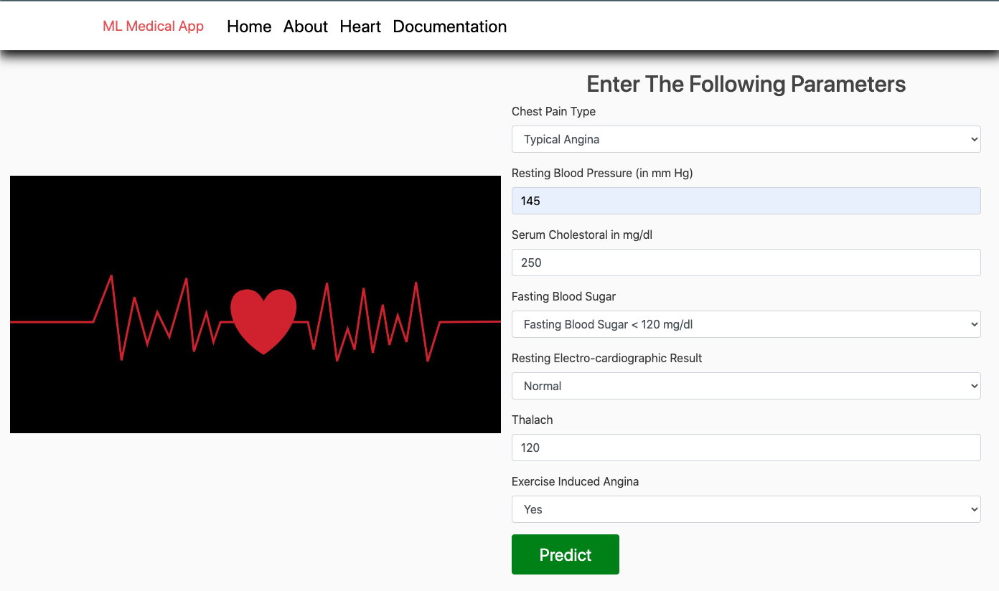 ML Medical App Home About Heart Documentation
Enter The Following Parameters
Chest Pain Type
Typical Angina
Resting Blood Pressure (in mm Hg)
145
Serum Cholestoral in mg/dl
250
Fasting Blood Sugar
Fasting Blood Sugar < 120 mg/dl
Resting Electro-cardiographic Result
Normal
Thalach
120
Exercise Induced Angina
Yes
Predict